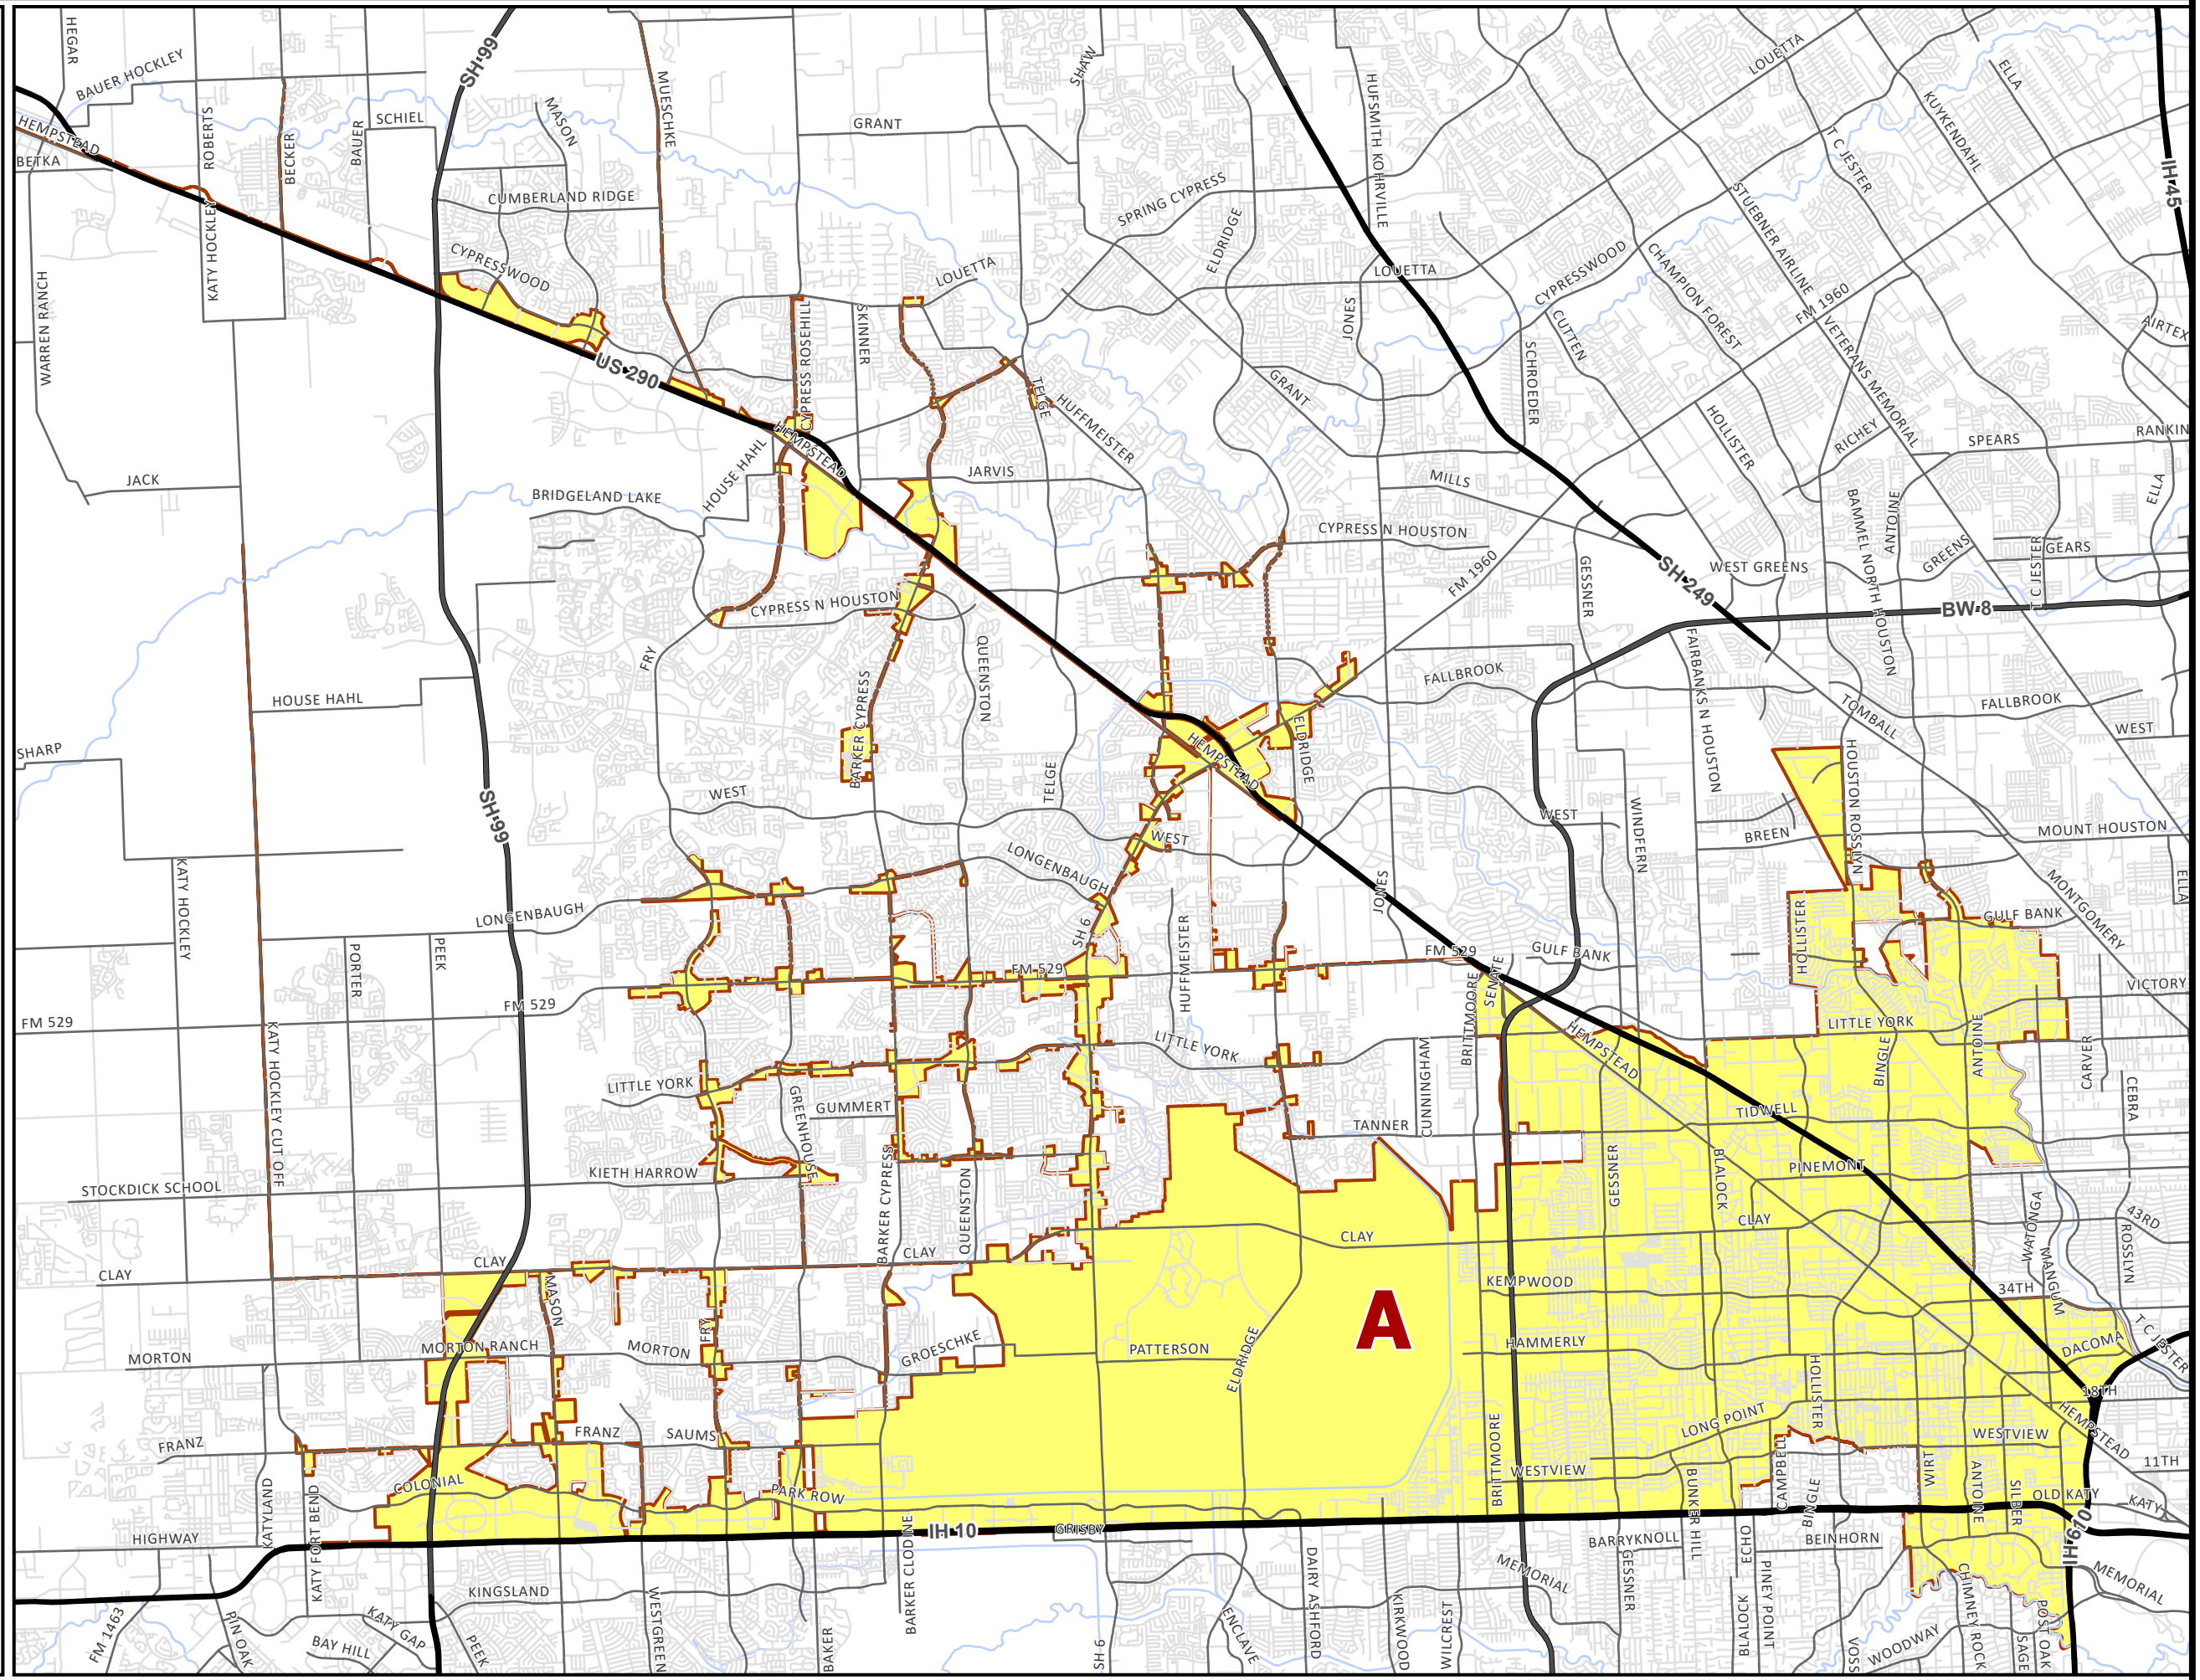 HEGAR
BAUER HOCKLEY
SH-99
MUESCHKE
SHAW
HUFSMITH KOHRVILLE
LOUETTA
ELLA
KUYKENDAHL
IH-45
HEMPSTEAD
BETKA
ROBERTS
BECKER
BAUER
SCHIEL
MASON
GRANT
T C JESTER
STUEBNER AIRLINE
CUMBERLAND RIDGE
SPRING CYPRESS
ELDRIDGE
KATY HOCKLEY
CYPRESSWOOD
LOUETTA
LOUETTA
CYPRESSWOOD
CHAMPION FOREST
FM 1960
WARREN RANCH
US-290
CYPRESS ROSEHILL
SKINNER
JONES
SCHROEDER
CUTTEN
VETERANS MEMORIAL
AIRTEX
TELGE
HUFFMEISTER
GRANT
HOLLISTER
RICHEY
SPEARS
RANKIN
HEMPSTEAD
HOUSE HAHL
JACK
BRIDGELAND LAKE
JARVIS
MILLS
BAMMEL NORTH HOUSTON
ANTOINE
ELLA
CYPRESS N HOUSTON
FM 1960
GESSNER
SH-249
WEST GREENS
GREENS
T C JESTER
GEARS
CYPRESS N HOUSTON
BW-8
FRY
QUEENSTON
FAIRBANKS N HOUSTON
HOUSE HAHL
BARKER CYPRESS
FALLBROOK
TOMBALL
FALLBROOK
WEST
SHARP
HEMPSTEAD
ELDRIDGE
HOUSTON ROSSLYN
SH-99
WEST
TELGE
WEST
LONGENBAUGH
WEST
WINDFERN
BREEN
MOUNT HOUSTON
KATY HOCKLEY
LONGENBAUGH
SH 6
HUFFMEISTER
JONES
HOLLISTER
GULF BANK
MONTGOMERY
ELLA
PORTER
PEEK
FM 529
FM 529
GULF BANK
SENATE
BRITTMOORE
VICTORY
FM 529
FM 529
KATY HOCKLEY CUT OFF
LITTLE YORK
HEMPSTEAD
LITTLE YORK
BINGLE
ANTOINE
CARVER
CEBRA
LITTLE YORK
GREENHOUSE
GUMMERT
CUNNINGHAM
TANNER
TIDWELL
KIETH HARROW
STOCKDICK SCHOOL
BARKER CYPRESS
QUEENSTON
GESSNER
BLALOCK
PINEMONT
WATONGA
43RD
ROSSLYN
CLAY
CLAY
CLAY
CLAY
CLAY
MANGUM
34TH
MASON
KEMPWOOD
A
MORTON
MORTON RANCH
MORTON
FRY
GROESCHKE
PATTERSON
ELDRIDGE
HAMMERLY
HOLLISTER
DACOMA
T C JESTER
18TH
HEMPSTEAD
FRANZ
FRANZ
SAUMS
LONG POINT
WESTVIEW
11TH
COLONIAL
PARK ROW
BRITTMOORE
WESTVIEW
BUNKER HILL
CAMPBELL
BINGLE
WIRT
ANTOINE
SILBER
OLD KATY
KATY
HIGHWAY
KATYLAND
KATY FORT BEND
IH 10
GRISBY
BARKER CLODINE
BARRYKNOLL
ECHO
BEINHORN
IH 610
KINGSLAND
MEMORIAL
MEMORIAL
FM 1463
PIN OAK
BAY HILL
KATY GAP
PEEK
WESTGREEN
BAKER
SH 6
ENCLAVE
DAIRY ASHFORD
KIRKWOOD
WILCREST
GESSNER
BLALOCK
PINEY POINT
VOSS
WOODWAY
CHIMNEY ROCK
SAGE
POST OAK